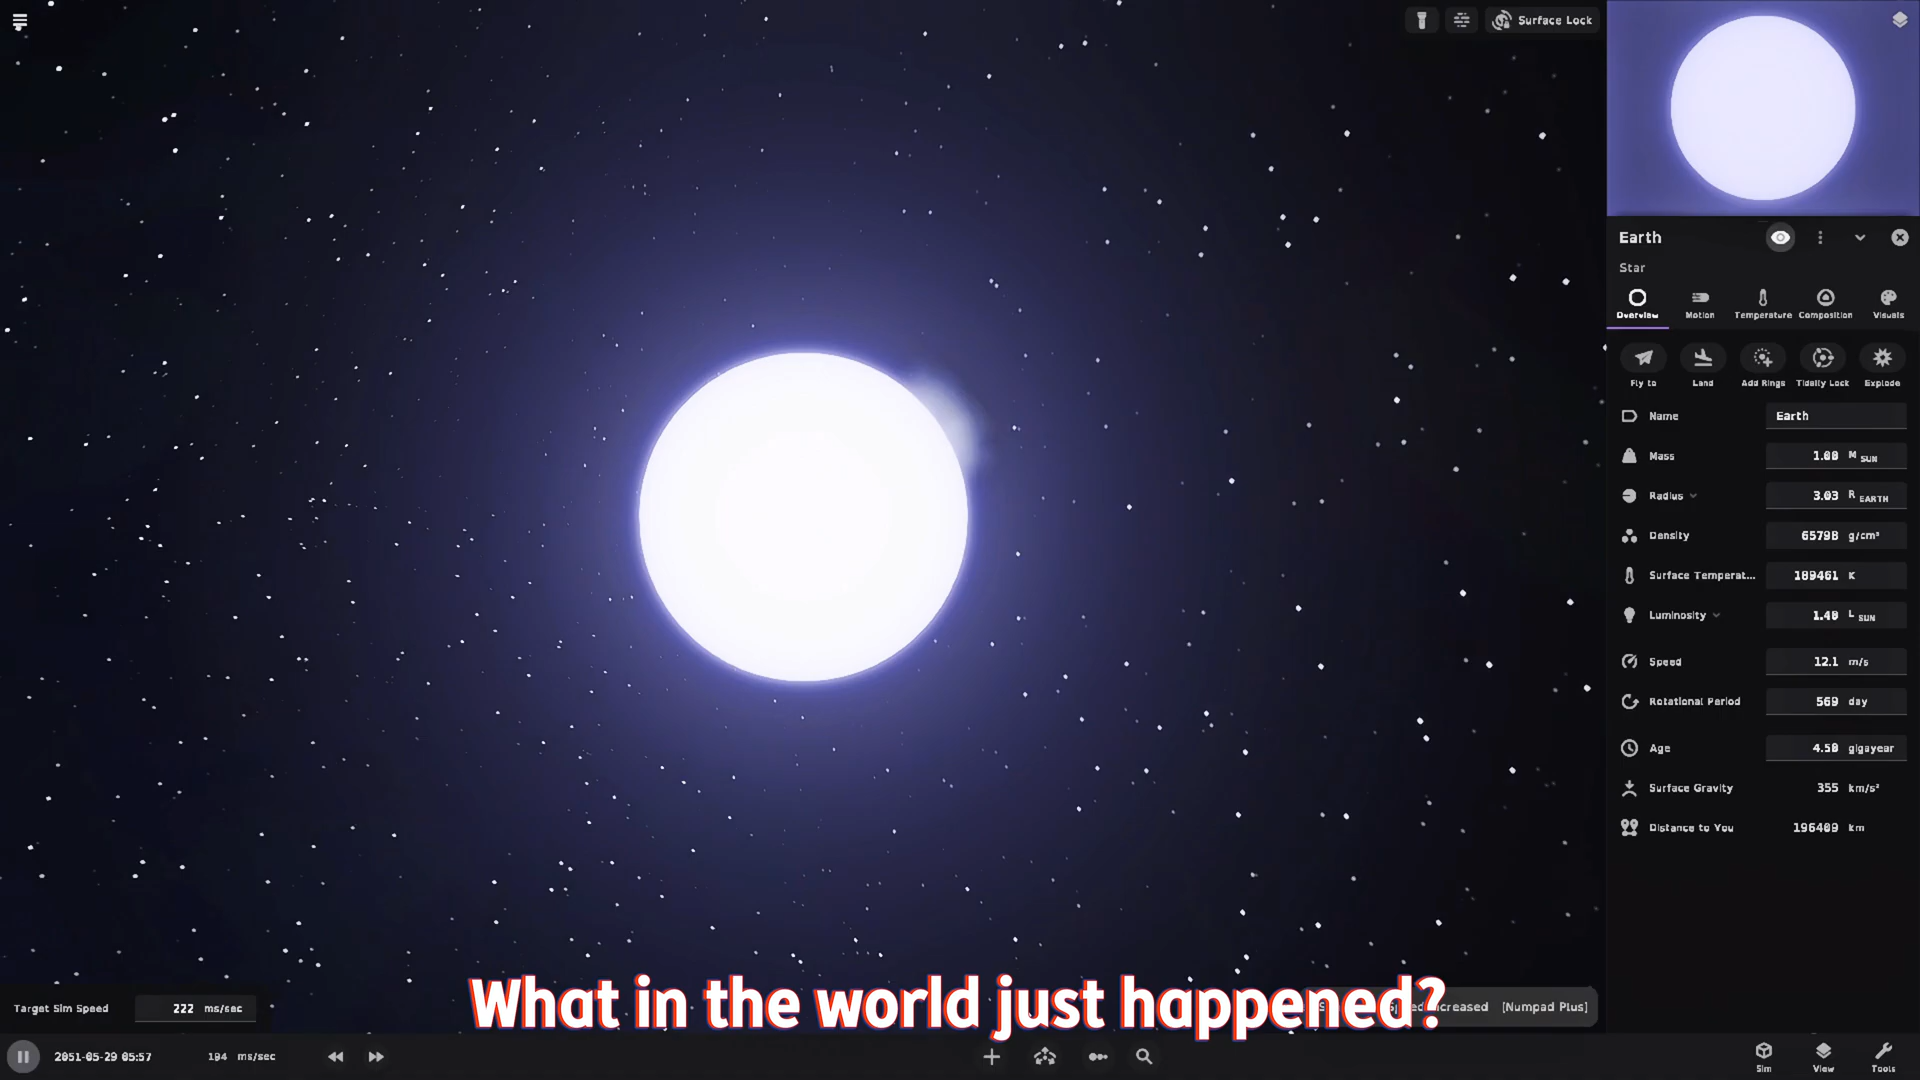 Surface Lock
Earth
Star
Overview
Motion
Temperature
Composition
Visuals
Fly to
Land
Add Rings
Tidelly Lock
Explode
Name Earth
Mass 1.00 M SUN
Radius 3.03 R EARTH
Density 65798 g/cm³
Surface Temperat... 109461 K
Luminosity 1.40 L SUN
Speed 12.1 m/s
Rotational Period 569 day
Age 4.50 gigayear
Surface Gravity 355 km/s²
Distance to You 196409 km
Target Sim Speed 222 ms/sec
What in the world just happened?
increased [Numpad Plus]
2051-05-29 05:57 194 ms/sec
Sim
View
Tools